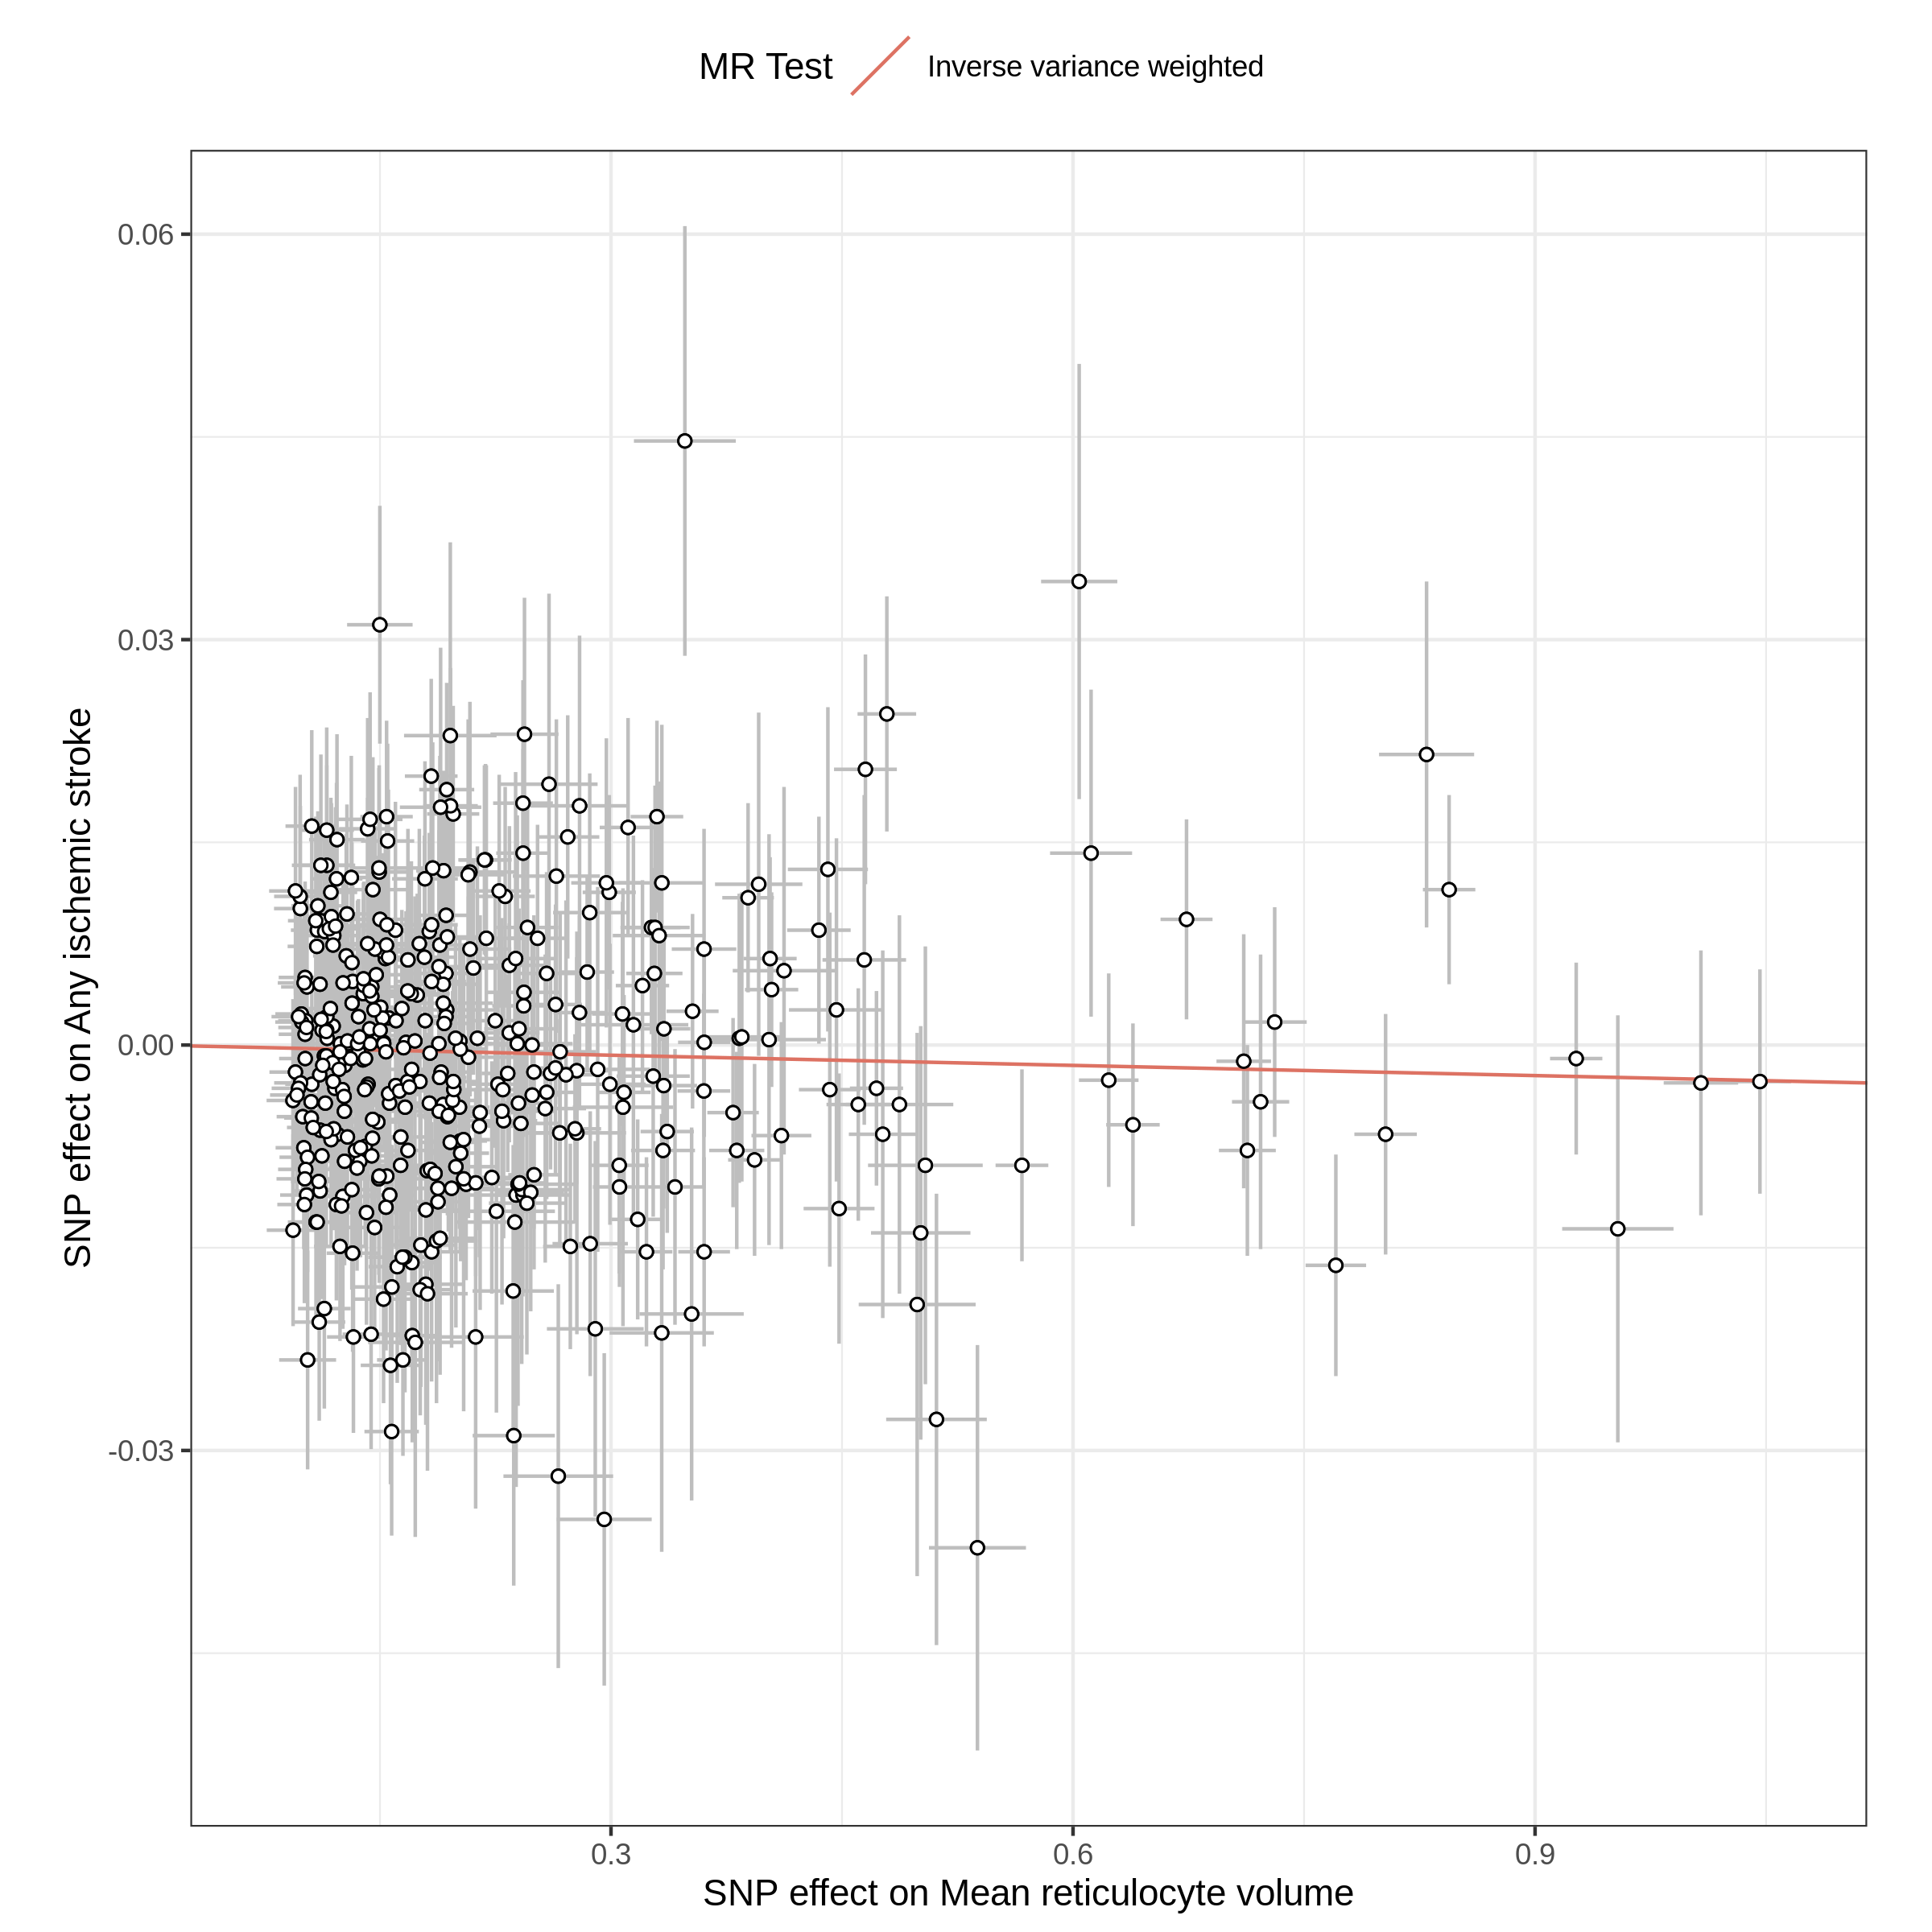 MR Test
Inverse variance weighted
SNP effect on Any ischemic stroke
0.06
0.03
0.00
-0.03
0.3
0.6
0.9
SNP effect on Mean reticulocyte volume